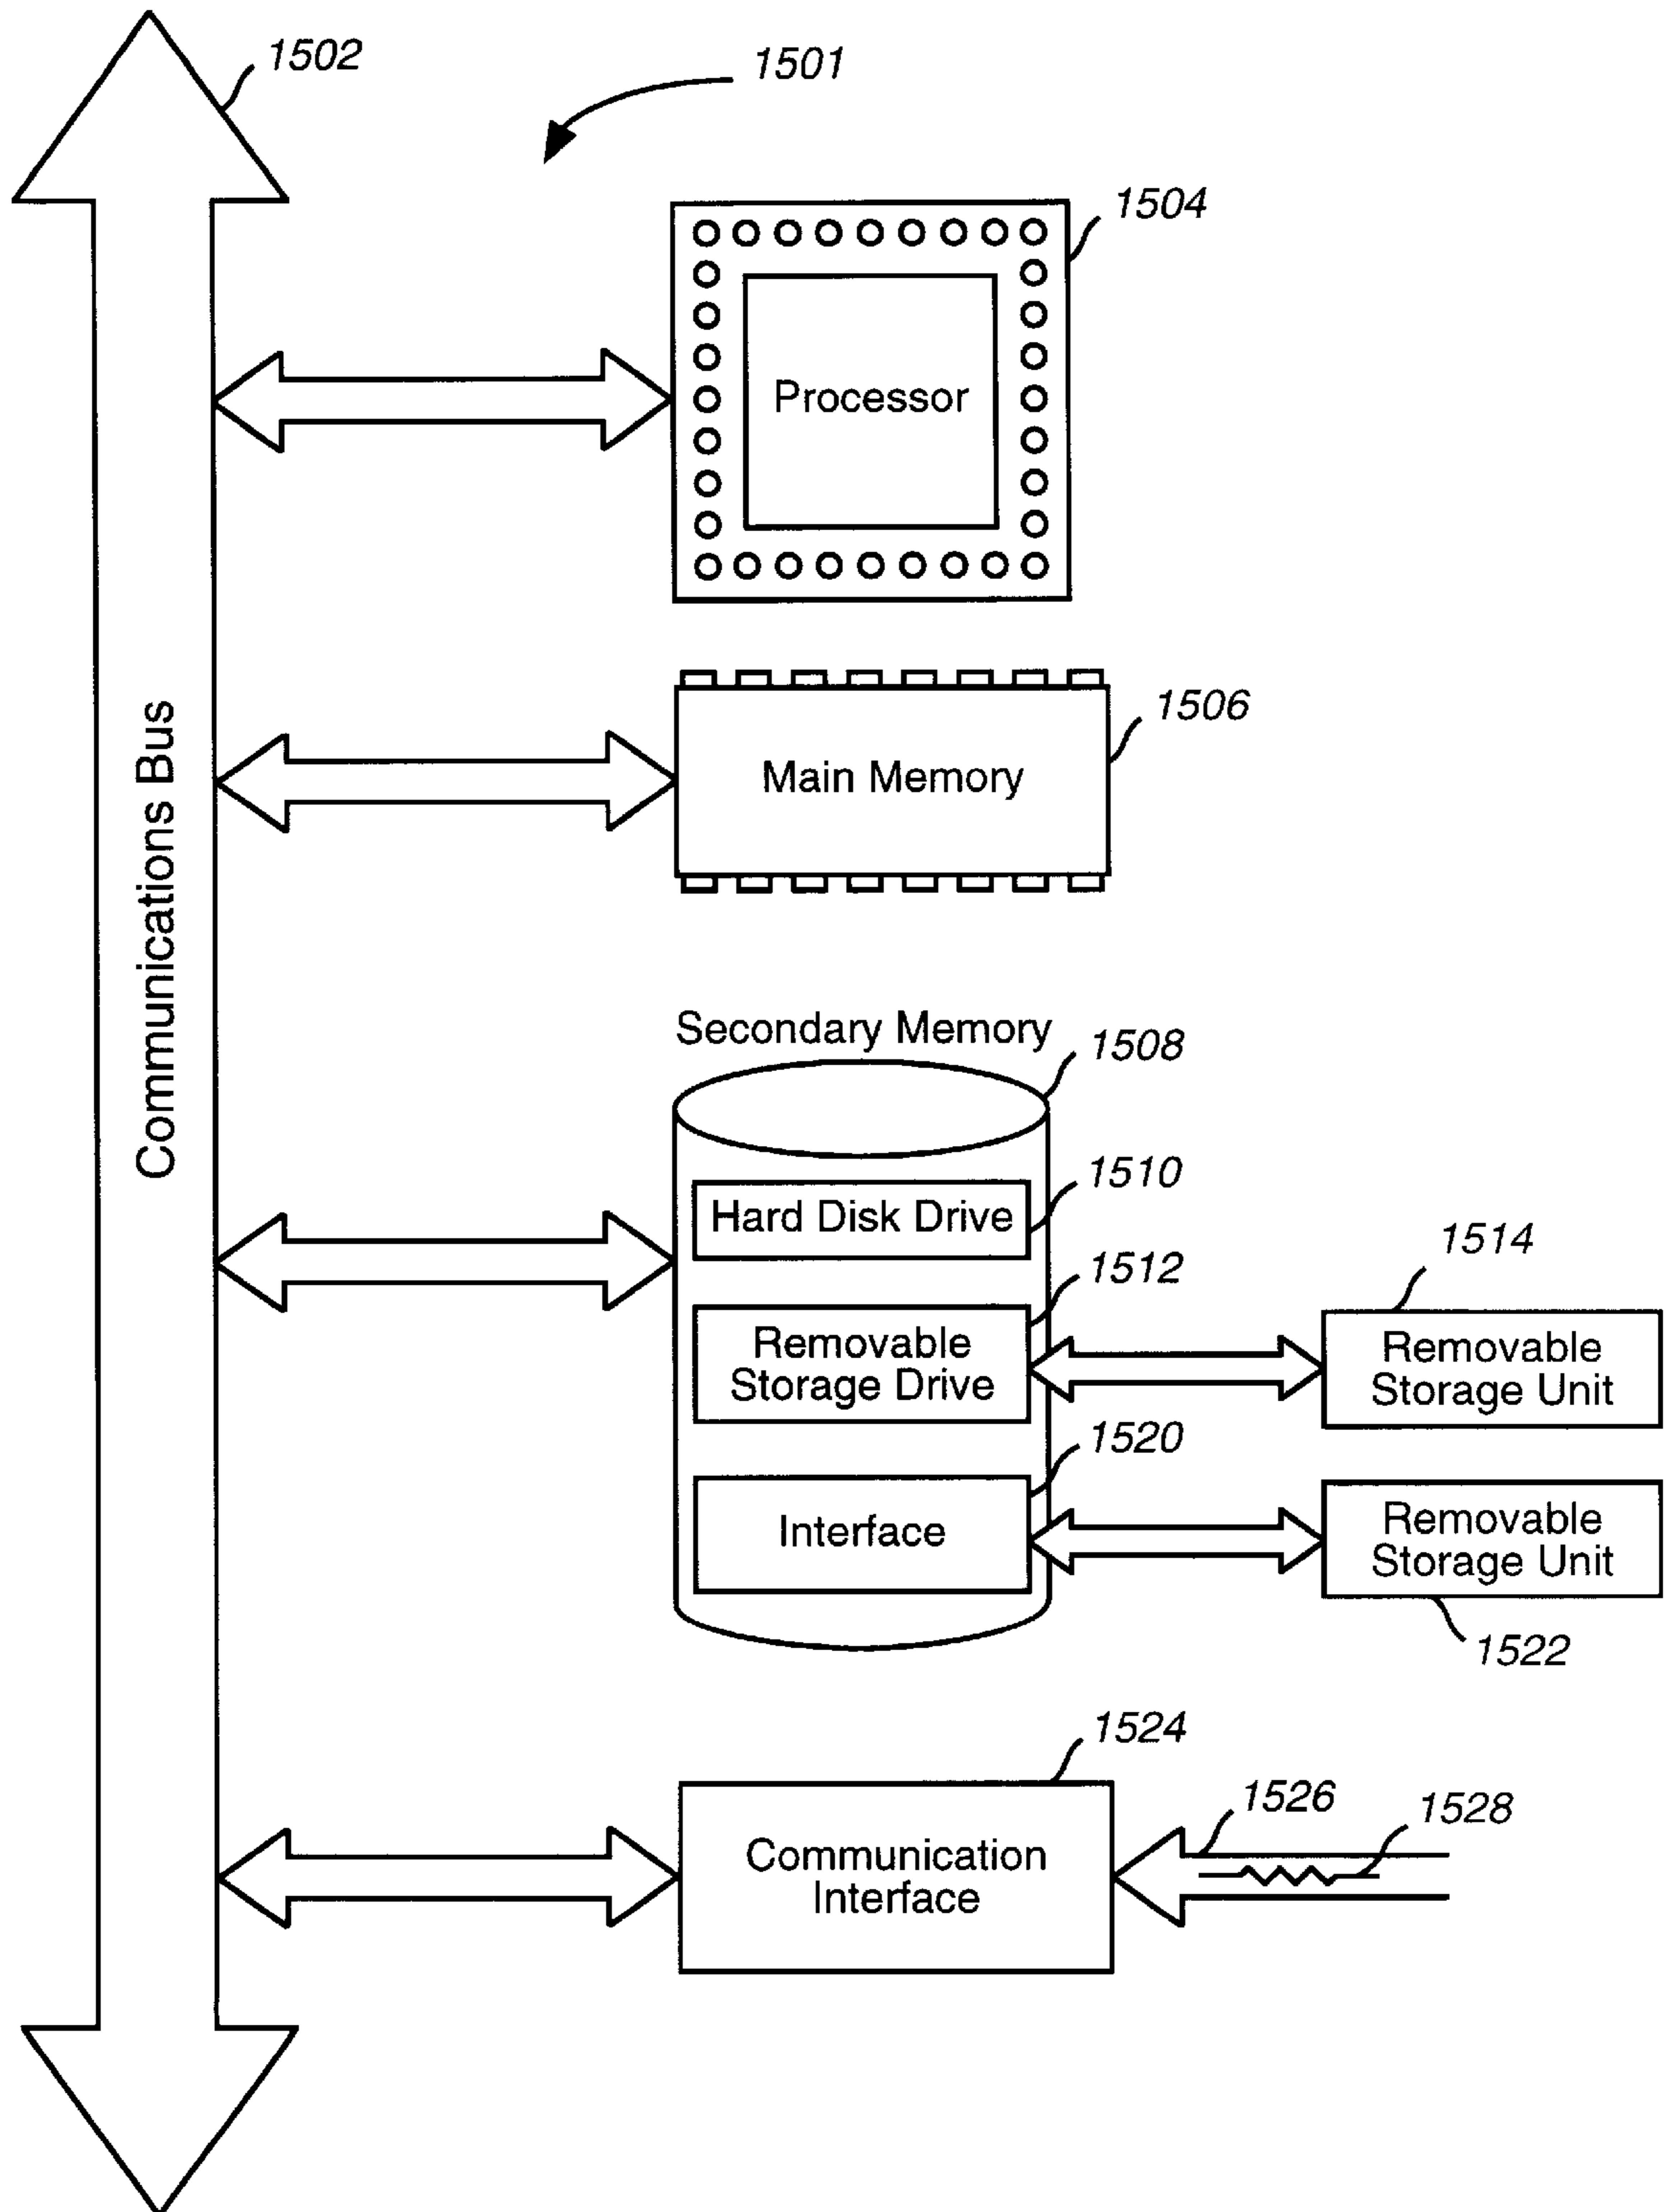 1502
1501
1504
Processor
1506
Main Memory
Communications Bus
Secondary Memory
1508
1510
Hard Disk Drive
1512
Removable
Storage Drive
1514
Removable
Storage Unit
1520
Interface
Removable
Storage Unit
1522
1524
Communication
Interface
1526
1528